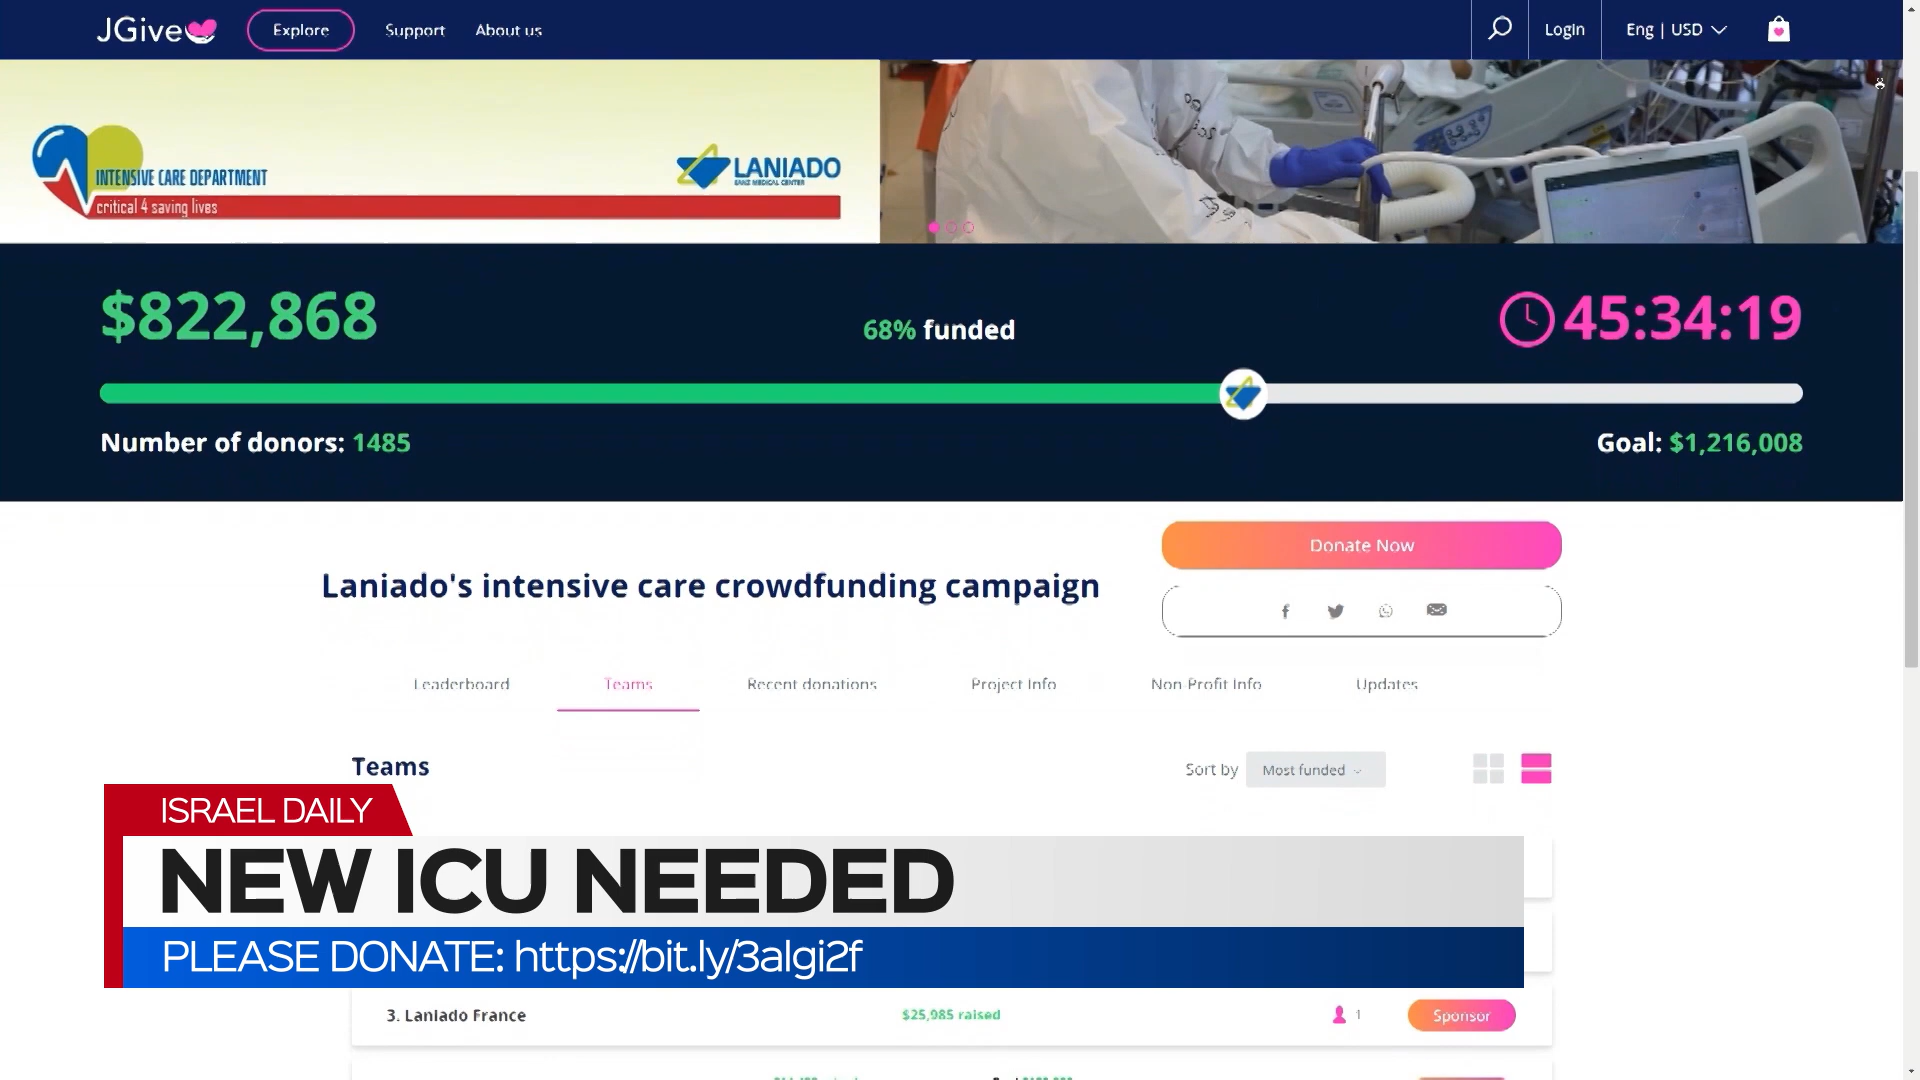 JGive
Explore
Support
About us
Login
Eng | USD
INTENSIVE CARE DEPARTMENT
critical 4 saving lives
LANIADO
SANZ MEDICAL CENTER
$822,868
68% funded
45:34:19
Number of donors: 1485
Goal: $1,216,008
Donate Now
Laniado's intensive care crowdfunding campaign
Leaderboard
Teams
Recent donations
Project Info
Non-Profit Info
Updates
Teams
Sort by
Most funded
ISRAEL DAILY
NEW ICU NEEDED
PLEASE DONATE: https://bit.ly/3algi2f
3. Laniado France
$25,985 raised
1
Sponsor